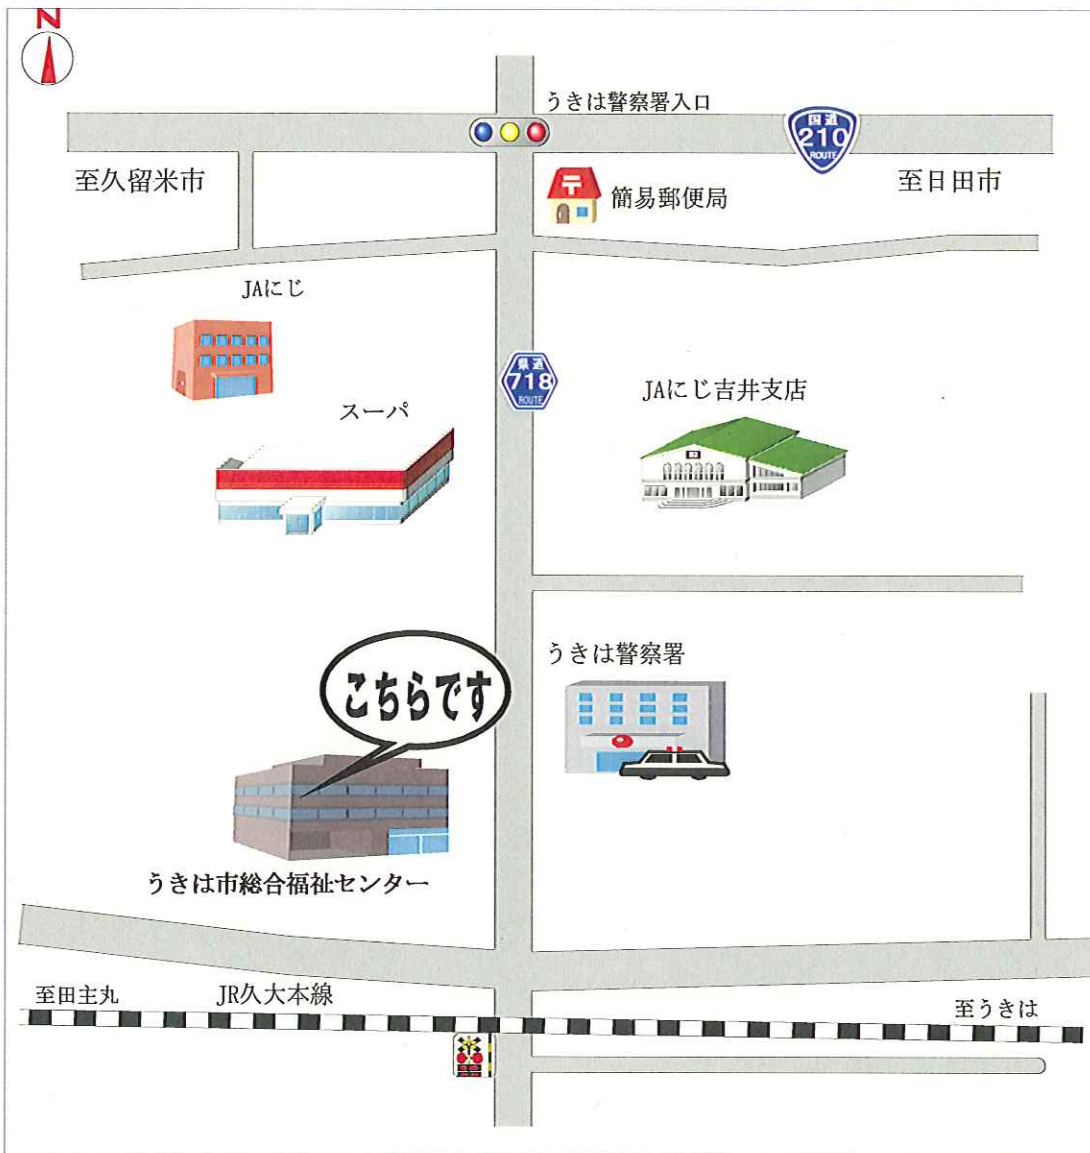 N
うきは警察署入口
国道
210
ROUTE
至久留米市
至日田市
簡易郵便局
JAにじ
県道
718
ROUTE
JAにじ吉井支店
スーパ
うきは警察署
こちらです
うきは市総合福祉センター
至田主丸
JR久大本線
至うきは